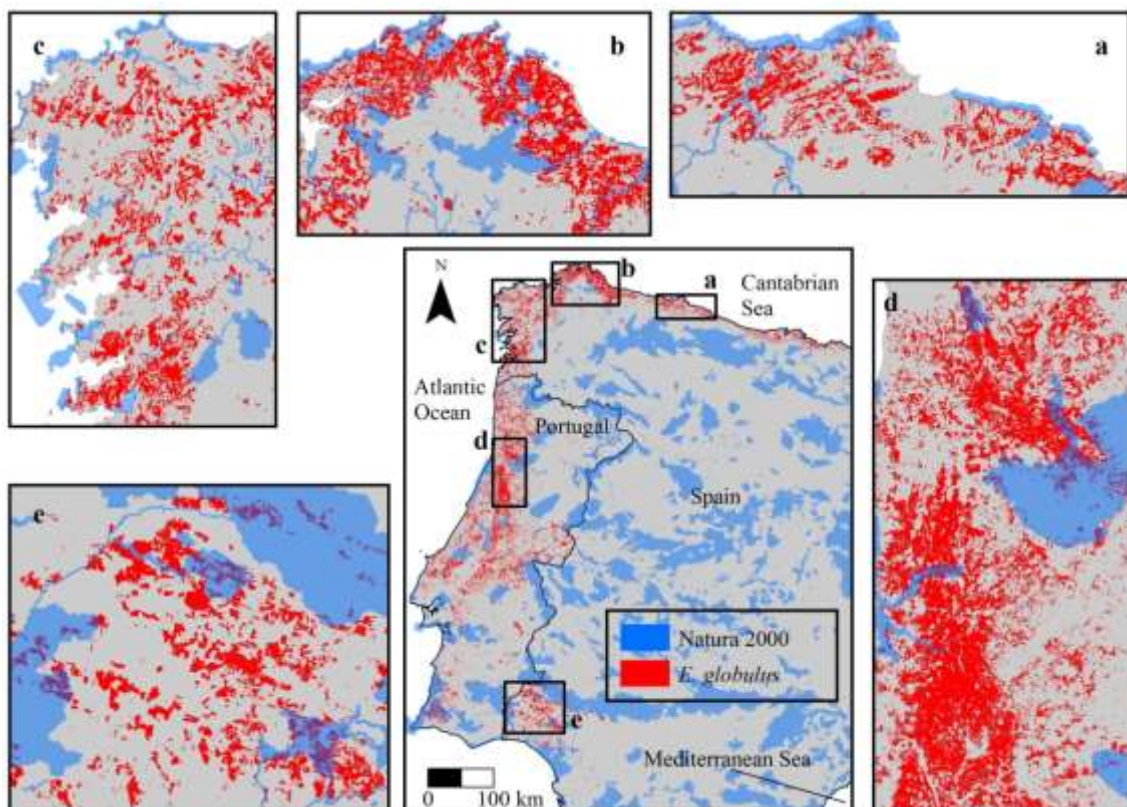 c
b
a
N
b
a
Cantabrian
Sea
c
Atlantic
Ocean
Portugal
d
Spain
Natura 2000
E. globulus
e
Mediterranean Sea
0 100 km
d
e